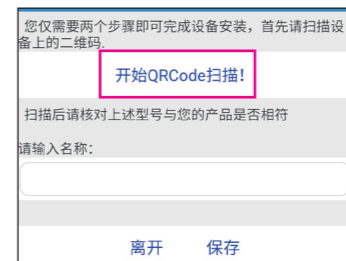 您仅需要两个步骤即可完成设备安装，首先请扫描设
备上的二维码.
开始QRCode扫描！
扫描后请核对上述型号与您的产品是否相符
请输入名称：
离开 保存